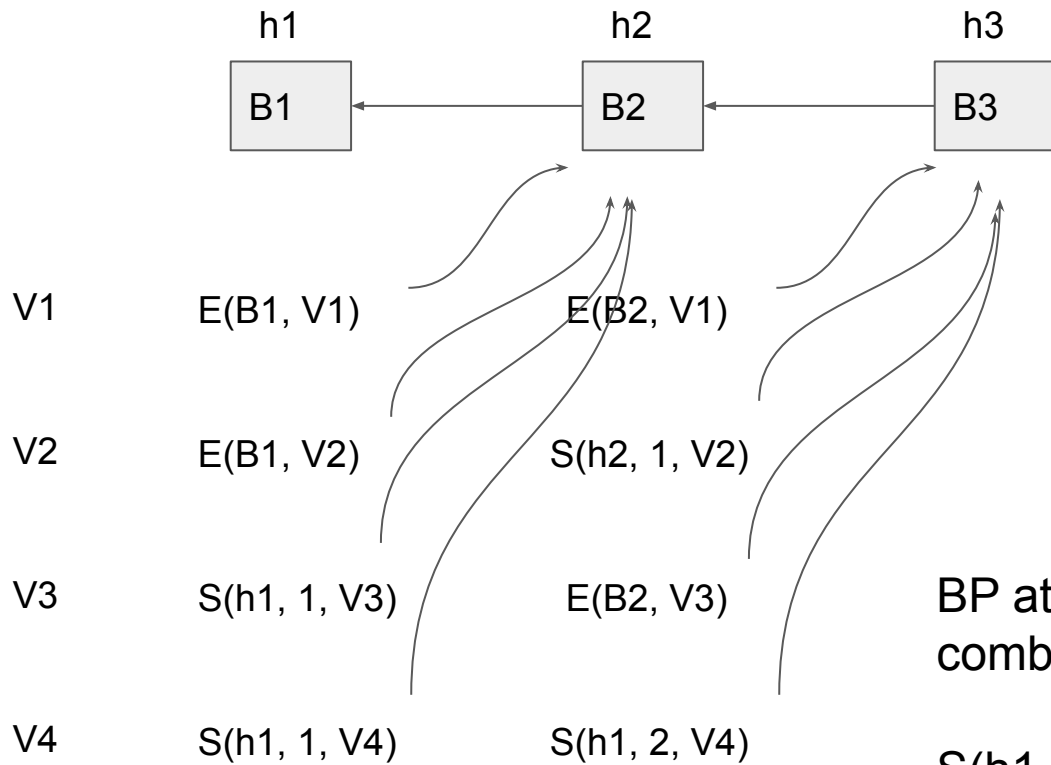 h1 h2 h3
B1 B2 B3
V1 E(B1, V1) E(B2, V1)
V2 E(B1, V2) S(h2, 1, V2)
V3 S(h1, 1, V3) E(B2, V3)
BP at
comb
V4 S(h1, 1, V4) S(h1, 2, V4)
S(h1